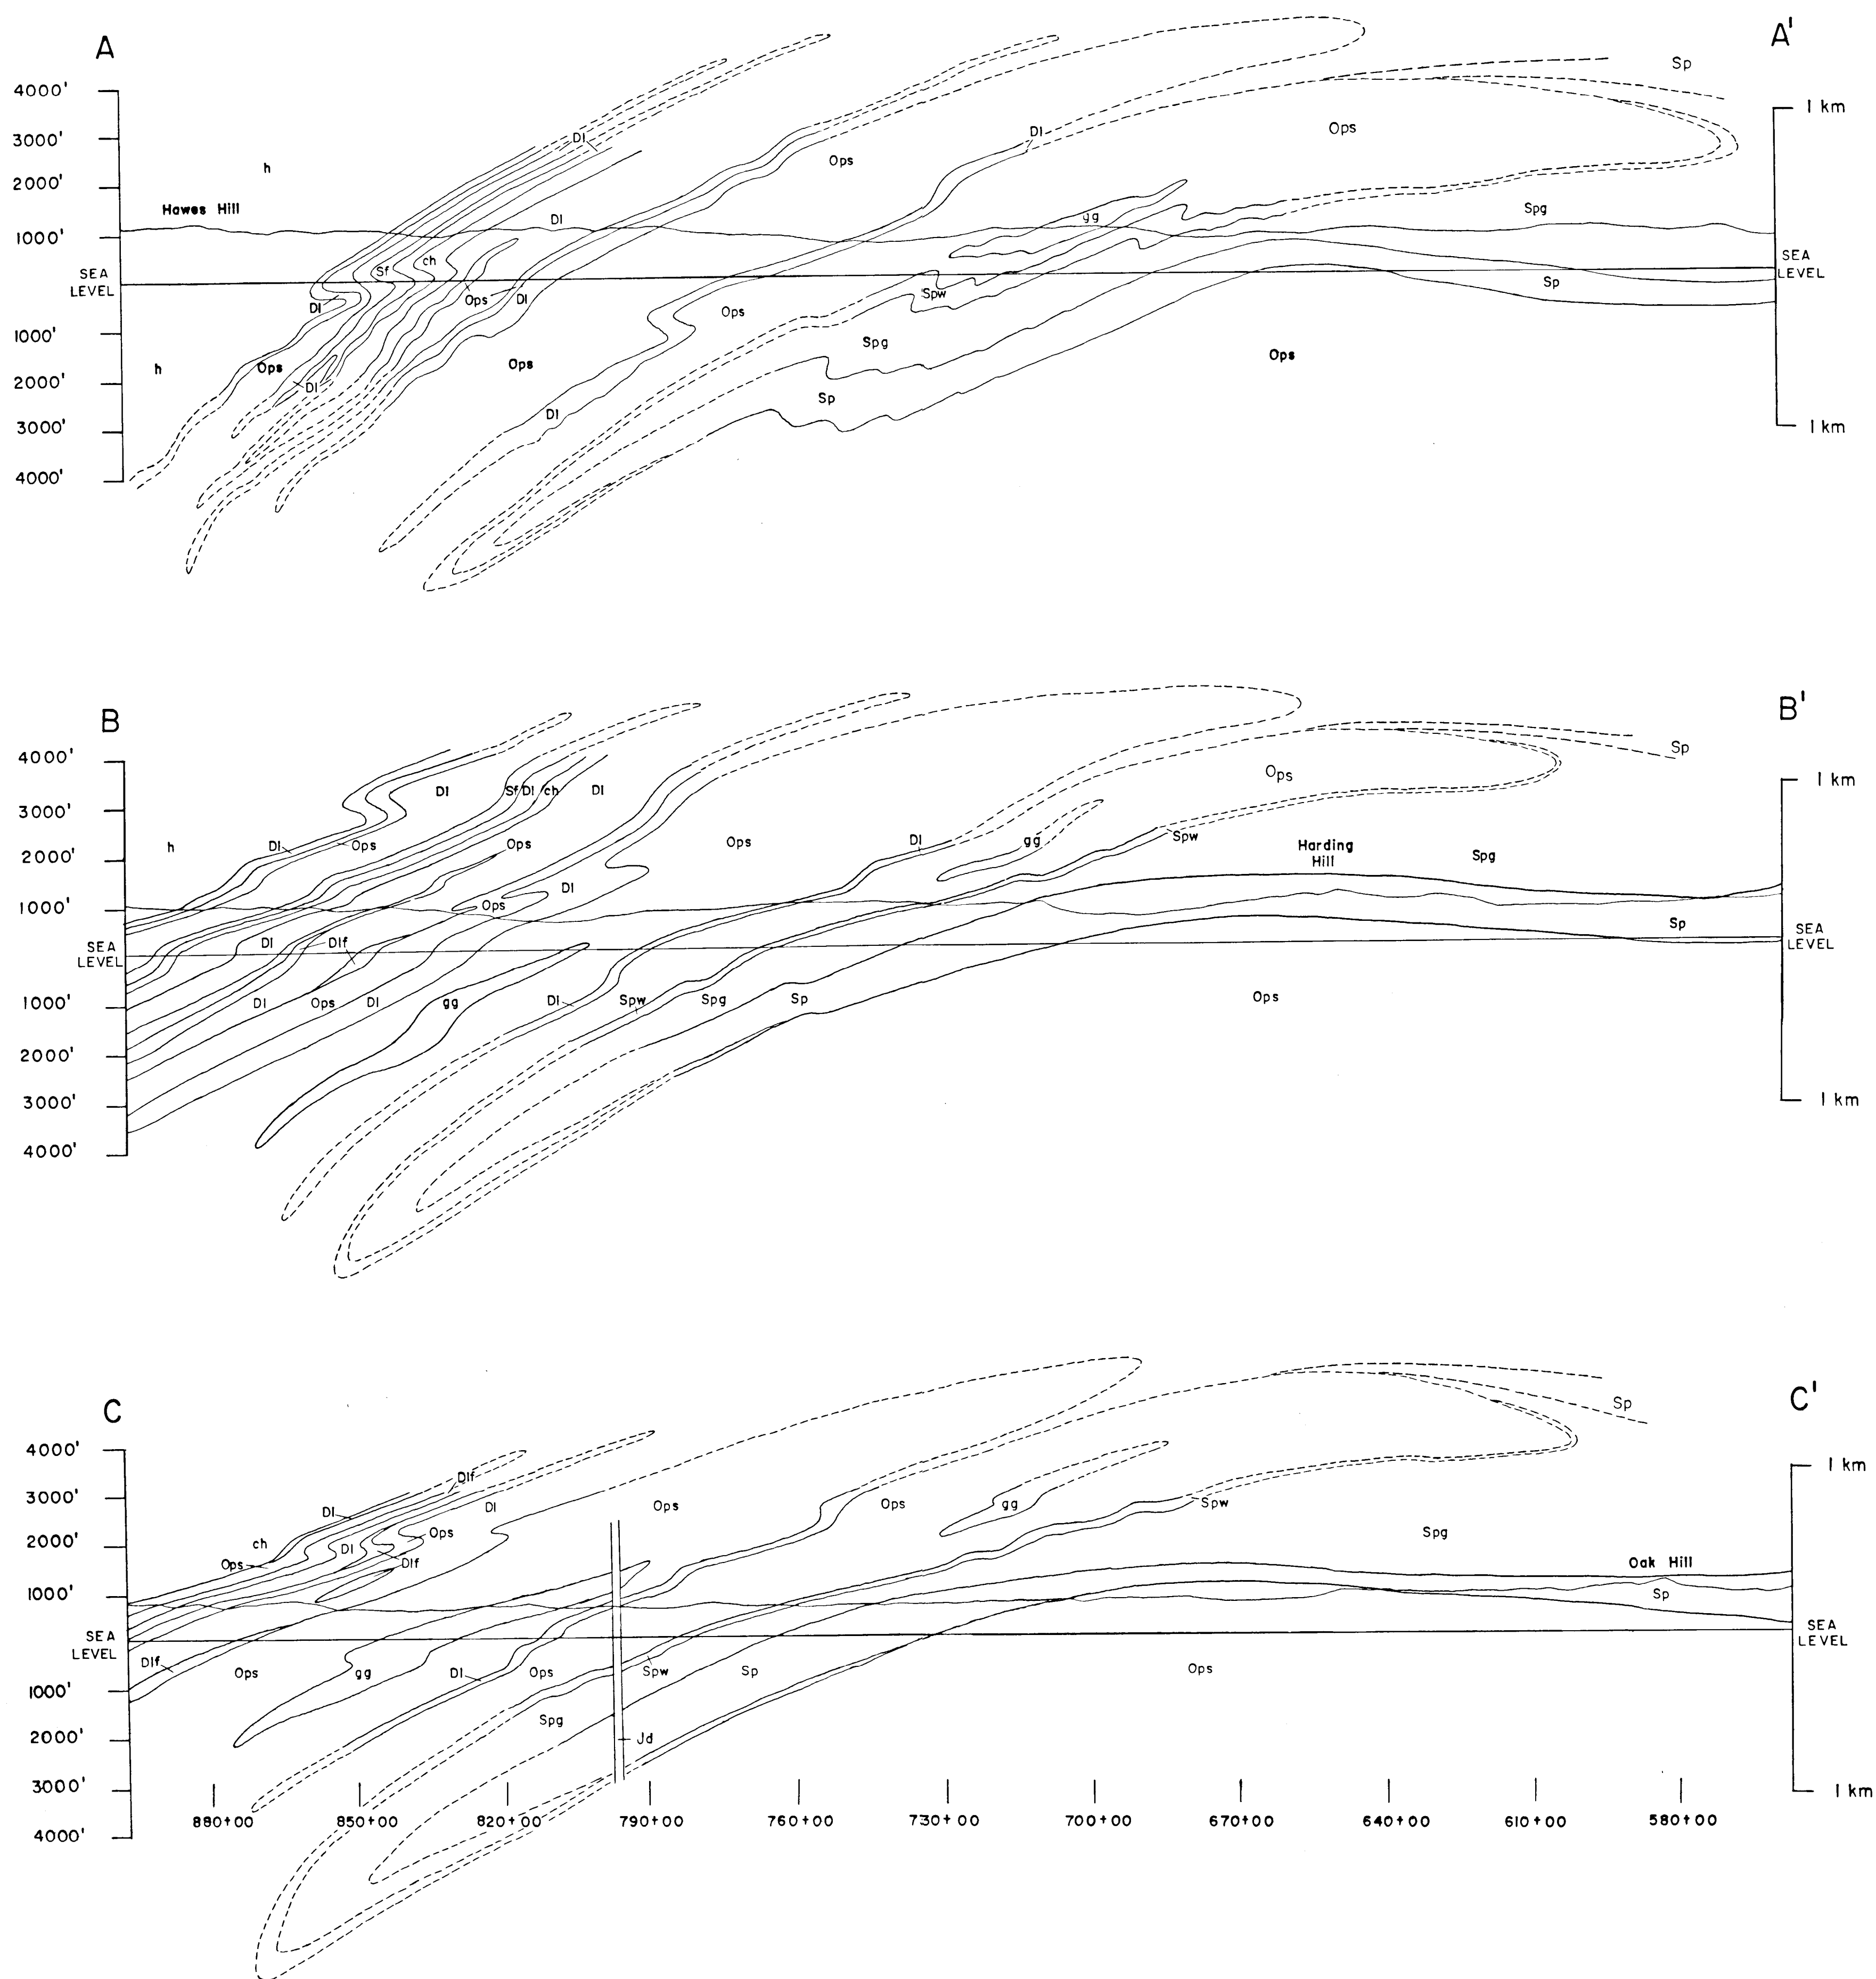 A
A'
Sp
4000'
1 km
3000'
Dl
Dl
Ops
Ops
h
2000'
Hawes Hill
Dl
gg
Spg
1000'
SEA
LEVEL
Sf
ch
Ops
Dl
Dl
Spw
SEA
LEVEL
Sp
Ops
1000'
Spg
h
Ops
Ops
Ops
2000'
Dl
Dl
Sp
3000'
1 km
4000'
B
B'
Sp
4000'
1 km
Ops
3000'
Dl
Sf
Dl
ch
Dl
h
Dl
Ops
Ops
Ops
Dl
gg
Spw
Harding
Hill
Spg
2000'
Dl
Ops
1000'
Sp
SEA
LEVEL
Dl
Dlf
SEA
LEVEL
1000'
Dl
Ops
Dl
gg
Dl
Spw
Spg
Sp
Ops
2000'
3000'
1 km
4000'
C
C'
Sp
4000'
1 km
Dlf
3000'
Dl
Dl
Ops
Ops
gg
Spw
Spg
2000'
ch
Ops
Dl
Ops
Dlf
Oak Hill
1000'
Sp
SEA
LEVEL
SEA
LEVEL
Dlf
Ops
gg
Dl
Ops
Spw
Sp
Ops
1000'
Spg
2000'
Jd
3000'
1 km
880+00
850+00
820+00
790+00
760+00
730+00
700+00
670+00
640+00
610+00
580+00
4000'